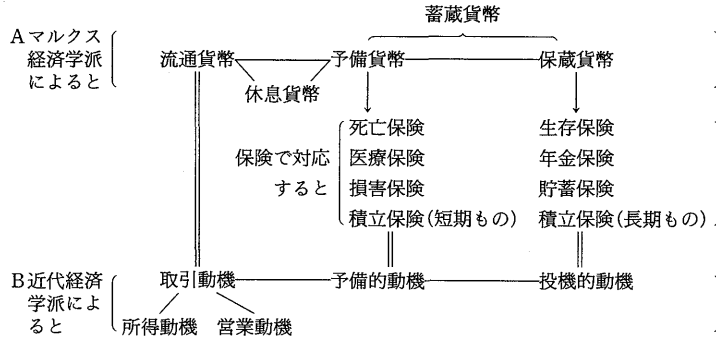 蓄蔵貨幣
Aマルクス経済学派によると
流通貨幣 予備貨幣 保蔵貨幣
休息貨幣
保険で対応すると
死亡保険 生存保険
医療保険 年金保険
損害保険 貯蓄保険
積立保険(短期もの) 積立保険(長期もの)
B近代経済学派によると
取引動機 予備的動機 投機的動機
所得動機 営業動機